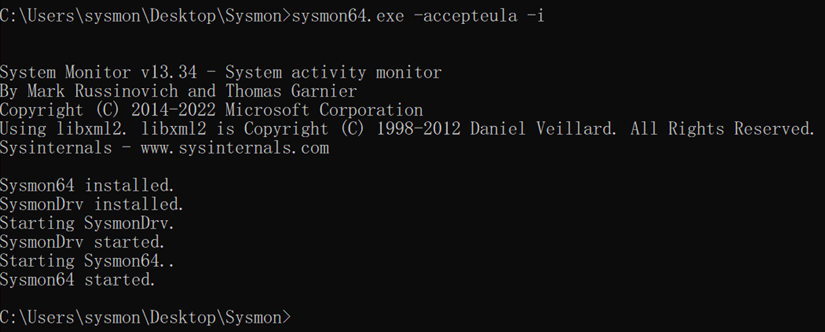 C:\Users\sysmon\Desktop\Sysmon>sysmon64.exe -accepteula -i
System Monitor v13.34 - System activity monitor
By Mark Russinovich and Thomas Garnier
Copyright (C) 2014-2022 Microsoft Corporation
Using libxml2. libxml2 is Copyright (C) 1998-2012 Daniel Veillard. All Rights Reserved.
Sysinternals - www.sysinternals.com
Sysmon64 installed.
SysmonDrv installed.
Starting SysmonDrv.
SysmonDrv started.
Starting Sysmon64..
Sysmon64 started.
C:\Users\sysmon\Desktop\Sysmon>